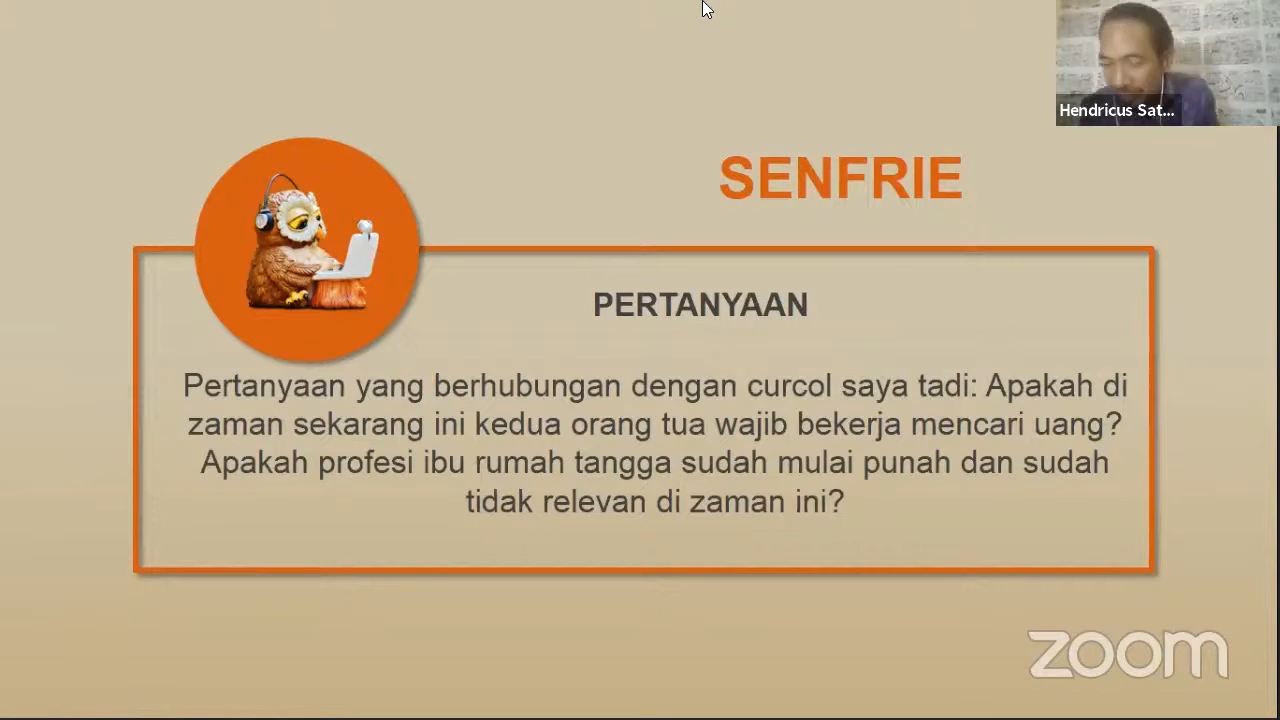 Hendricus Sat...
SENFRIE
PERTANYAAN
Pertanyaan yang berhubungan dengan curcol saya tadi: Apakah di
zaman sekarang ini kedua orang tua wajib bekerja mencari uang?
Apakah profesi ibu rumah tangga sudah mulai punah dan sudah
tidak relevan di zaman ini?
zoom